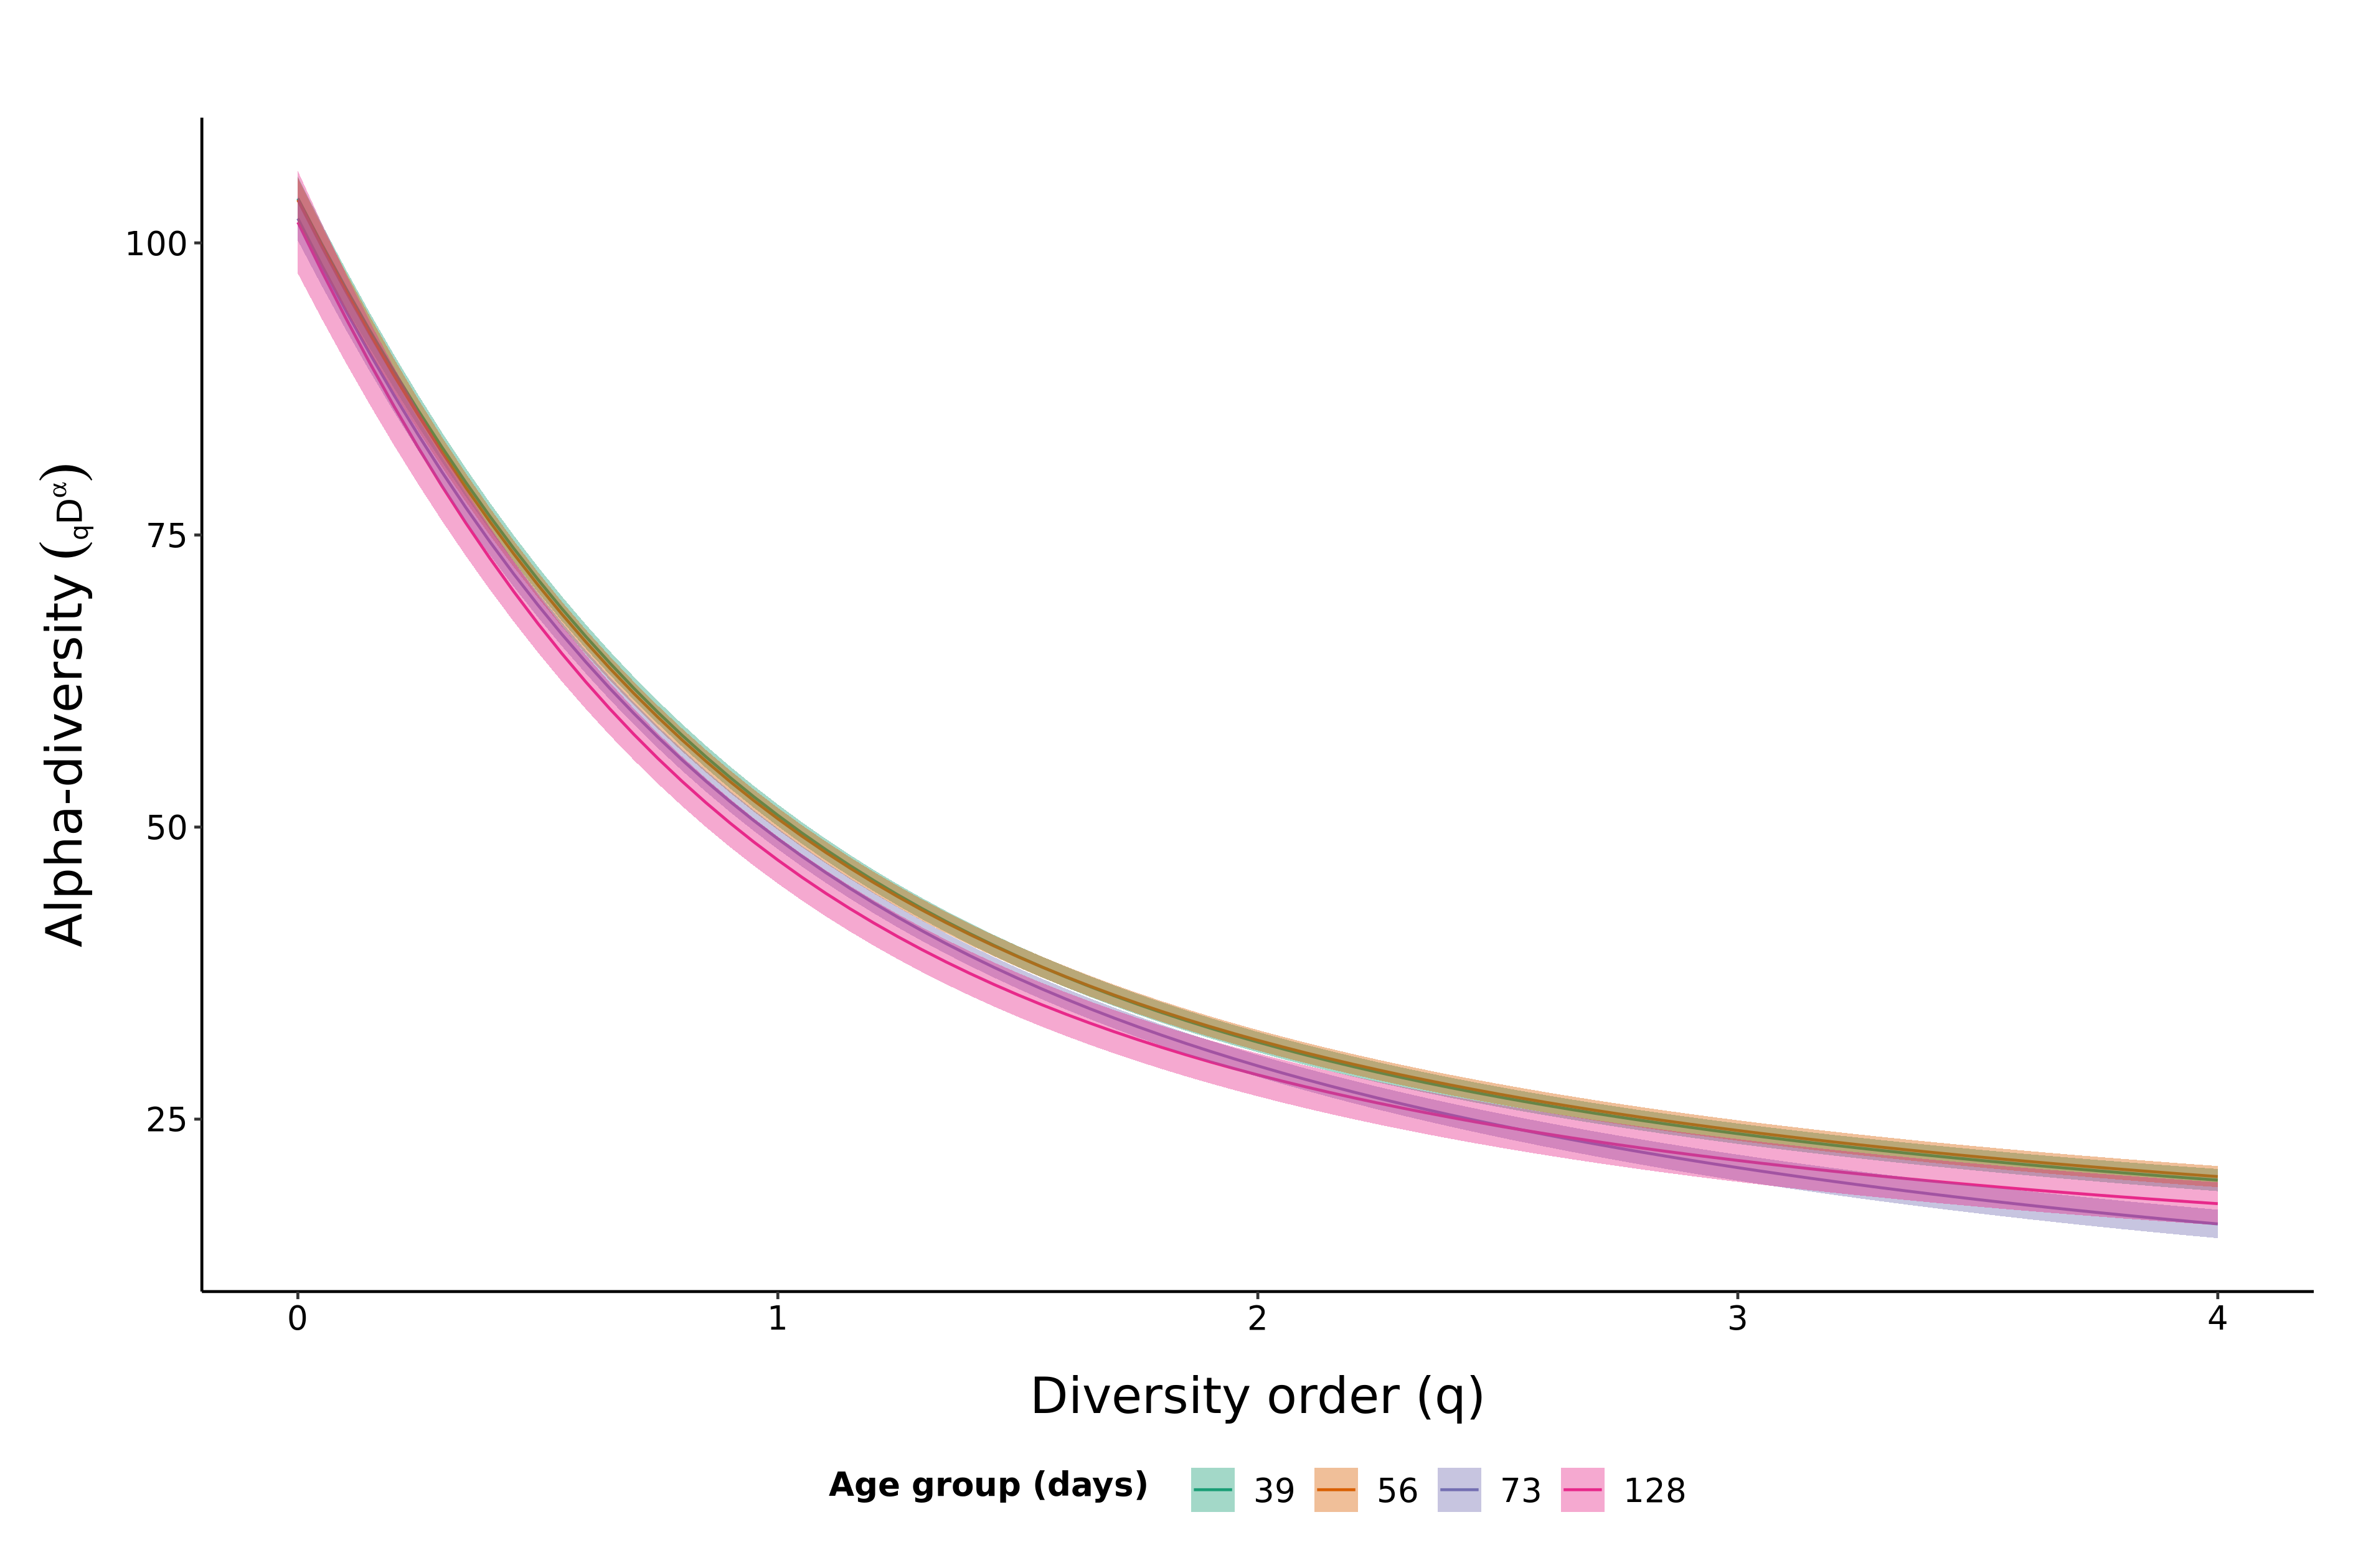 Alpha-diversity (qDα)
100
75
50
25
0 1 2 3 4
Diversity order (q)
Age group (days) 39 56 73 128